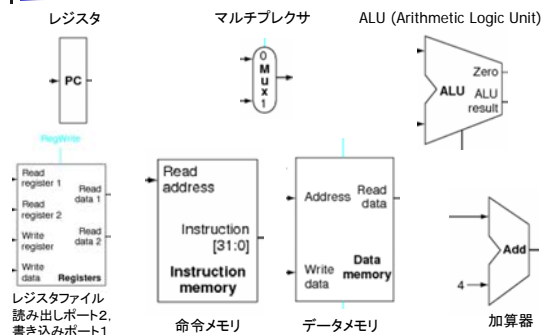 レジスタ
マルチプレクサ
ALU (Arithmetic Logic Unit)
PC
0
M
u
x
1
Zero
ALU
ALU
result
RegWrite
Read
register 1
Read
data 1
Read
register 2
Write
register
Read
data 2
Write
data
Registers
レジスタファイル
読み出しポート2,
書き込みポート1
Read
address
Instruction
[31:0]
Instruction
memory
命令メモリ
Address
Read
data
Write
data
Data
memory
データメモリ
Add
4
加算器